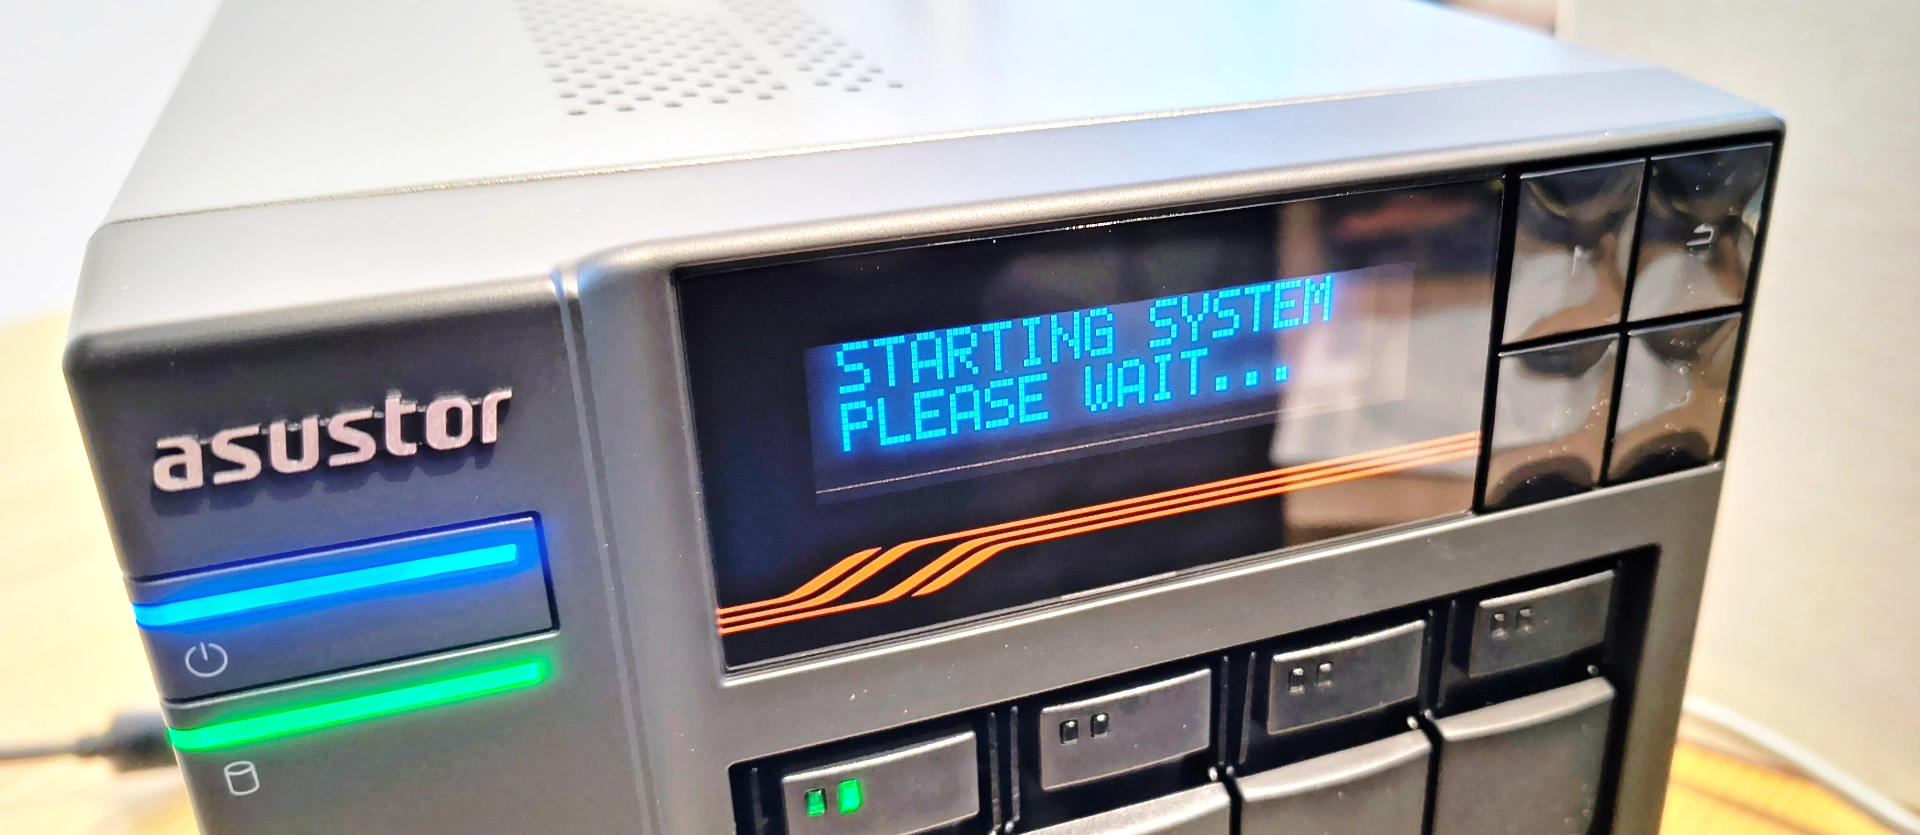 STARTING SYSTEM
PLEASE WAIT...
asustor